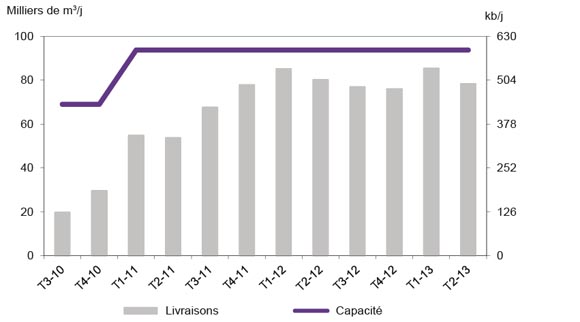 Milliers de m³/j
kb/j
100 630
80 504
60 378
40 252
20 126
0 0
T3-10 T4-10 T1-11 T2-11 T3-11 T4-11 T1-12 T2-12 T3-12 T4-12 T1-13 T2-13
Livraisons Capacité